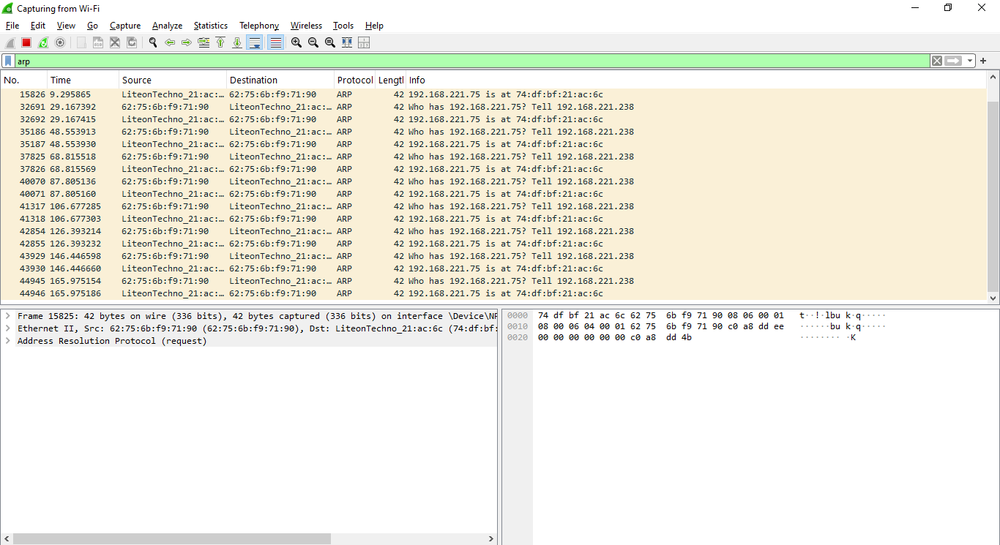 Capturing from Wi-Fi
File Edit View Go Capture Analyze Statistics Telephony Wireless Tools Help
arp
No. Time Source Destination Protocol Lengtl Info
15826 9.295865 LiteonTechno_21:ac:… 62:75:6b:f9:71:90 ARP 42 192.168.221.75 is at 74:df:bf:21:ac:6c
32691 29.167392 62:75:6b:f9:71:90 LiteonTechno_21:ac:… ARP 42 Who has 192.168.221.75? Tell 192.168.221.238
32692 29.167415 LiteonTechno_21:ac:… 62:75:6b:f9:71:90 ARP 42 192.168.221.75 is at 74:df:bf:21:ac:6c
35186 48.553913 62:75:6b:f9:71:90 LiteonTechno_21:ac:… ARP 42 Who has 192.168.221.75? Tell 192.168.221.238
35187 48.553930 LiteonTechno_21:ac:… 62:75:6b:f9:71:90 ARP 42 192.168.221.75 is at 74:df:bf:21:ac:6c
37825 68.815518 62:75:6b:f9:71:90 LiteonTechno_21:ac:… ARP 42 Who has 192.168.221.75? Tell 192.168.221.238
37826 68.815569 LiteonTechno_21:ac:… 62:75:6b:f9:71:90 ARP 42 192.168.221.75 is at 74:df:bf:21:ac:6c
40070 87.805136 62:75:6b:f9:71:90 LiteonTechno_21:ac:… ARP 42 Who has 192.168.221.75? Tell 192.168.221.238
40071 87.805160 LiteonTechno_21:ac:… 62:75:6b:f9:71:90 ARP 42 192.168.221.75 is at 74:df:bf:21:ac:6c
41317 106.677285 62:75:6b:f9:71:90 LiteonTechno_21:ac:… ARP 42 Who has 192.168.221.75? Tell 192.168.221.238
41318 106.677303 LiteonTechno_21:ac:… 62:75:6b:f9:71:90 ARP 42 192.168.221.75 is at 74:df:bf:21:ac:6c
42854 126.393214 62:75:6b:f9:71:90 LiteonTechno_21:ac:… ARP 42 Who has 192.168.221.75? Tell 192.168.221.238
42855 126.393232 LiteonTechno_21:ac:… 62:75:6b:f9:71:90 ARP 42 192.168.221.75 is at 74:df:bf:21:ac:6c
43929 146.446598 62:75:6b:f9:71:90 LiteonTechno_21:ac:… ARP 42 Who has 192.168.221.75? Tell 192.168.221.238
43930 146.446660 LiteonTechno_21:ac:… 62:75:6b:f9:71:90 ARP 42 192.168.221.75 is at 74:df:bf:21:ac:6c
44945 165.975154 62:75:6b:f9:71:90 LiteonTechno_21:ac:… ARP 42 Who has 192.168.221.75? Tell 192.168.221.238
44946 165.975186 LiteonTechno_21:ac:… 62:75:6b:f9:71:90 ARP 42 192.168.221.75 is at 74:df:bf:21:ac:6c
Frame 15825: 42 bytes on wire (336 bits), 42 bytes captured (336 bits) on interface \Device\NP
Ethernet II, Src: 62:75:6b:f9:71:90 (62:75:6b:f9:71:90), Dst: LiteonTechno_21:ac:6c (74:df:bf:
Address Resolution Protocol (request)
0000 74 df bf 21 ac 6c 62 75 6b f9 71 90 08 06 00 01 t··!·lbu k·q·····
0010 08 00 06 04 00 01 62 75 6b f9 71 90 c0 a8 dd ee ······bu k·q·····
0020 00 00 00 00 00 00 c0 a8 dd 4b ········ ·K